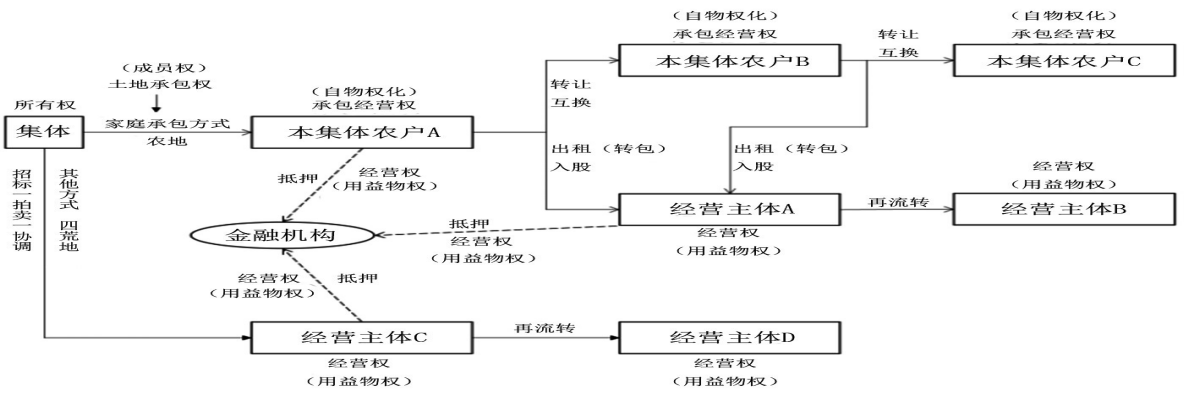 （自物权化）
承包经营权
本集体农户B
转让
互换
（自物权化）
承包经营权
本集体农户C
（成员权）
土地承包权
所有权
集体
家庭承包方式
农地
（自物权化）
承包经营权
本集体农户A
转让
互换
出租（转包）
入股
出租（转包）
入股
招标—拍卖—协调
其他方式 四荒地
抵押
经营权
（用益物权）
金融机构
抵押
经营权
（用益物权）
经营主体A
经营权
（用益物权）
再流转
经营权
（用益物权）
经营主体B
经营权
（用益物权）
抵押
经营主体C
经营权
（用益物权）
再流转
经营主体D
经营权
（用益物权）